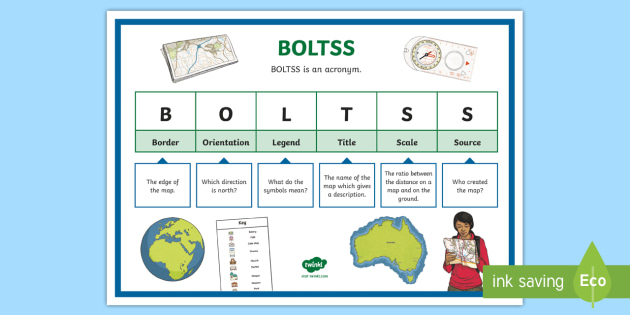 BOLTSS
BOLTSS is an acronym.
B O L T S S
Border Orientation Legend Title Scale Source
The edge of
the map.
Which direction
is north?
What do the
symbols mean?
The name of the
map which gives
a description.
The ratio between
the distance on a
map and on the
ground.
Who created
the map?
Key
twinkl
ink saving
Eco